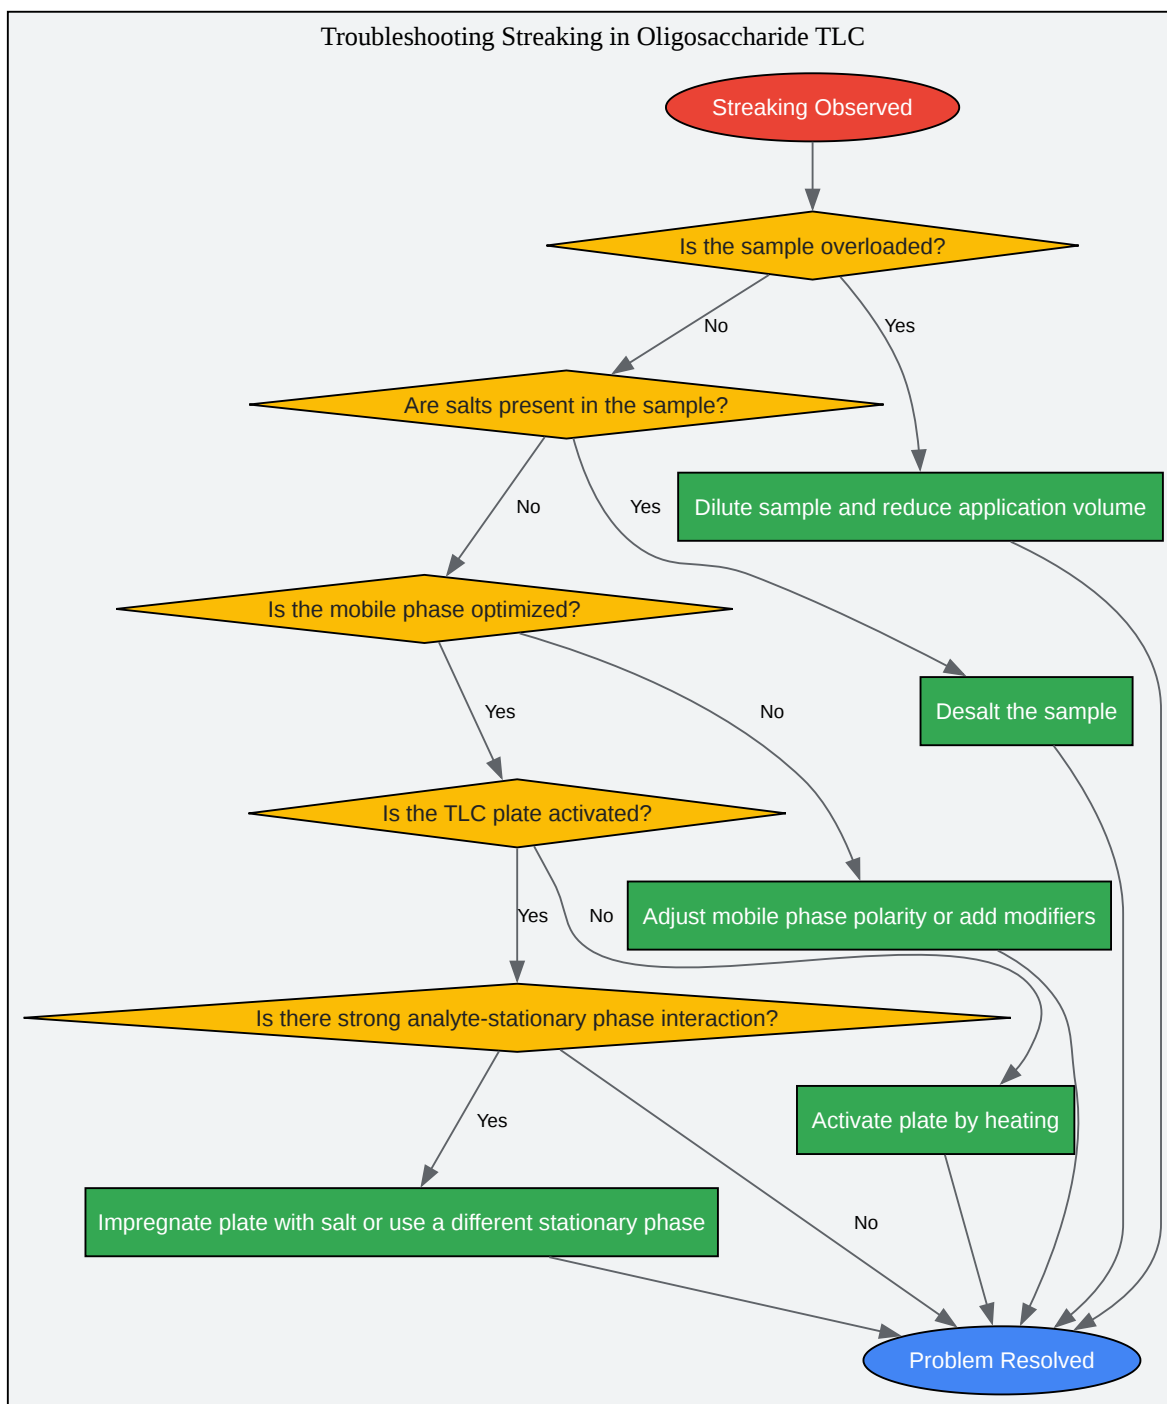 Troubleshooting Streaking in Oligosaccharide TLC
Streaking Observed
Is the sample overloaded?
No
Yes
Are salts present in the sample?
No
Yes
Dilute sample and reduce application volume
Is the mobile phase optimized?
Yes
No
Desalt the sample
Is the TLC plate activated?
Yes
No
Adjust mobile phase polarity or add modifiers
Is there strong analyte-stationary phase interaction?
Yes
Activate plate by heating
Impregnate plate with salt or use a different stationary phase
No
Problem Resolved